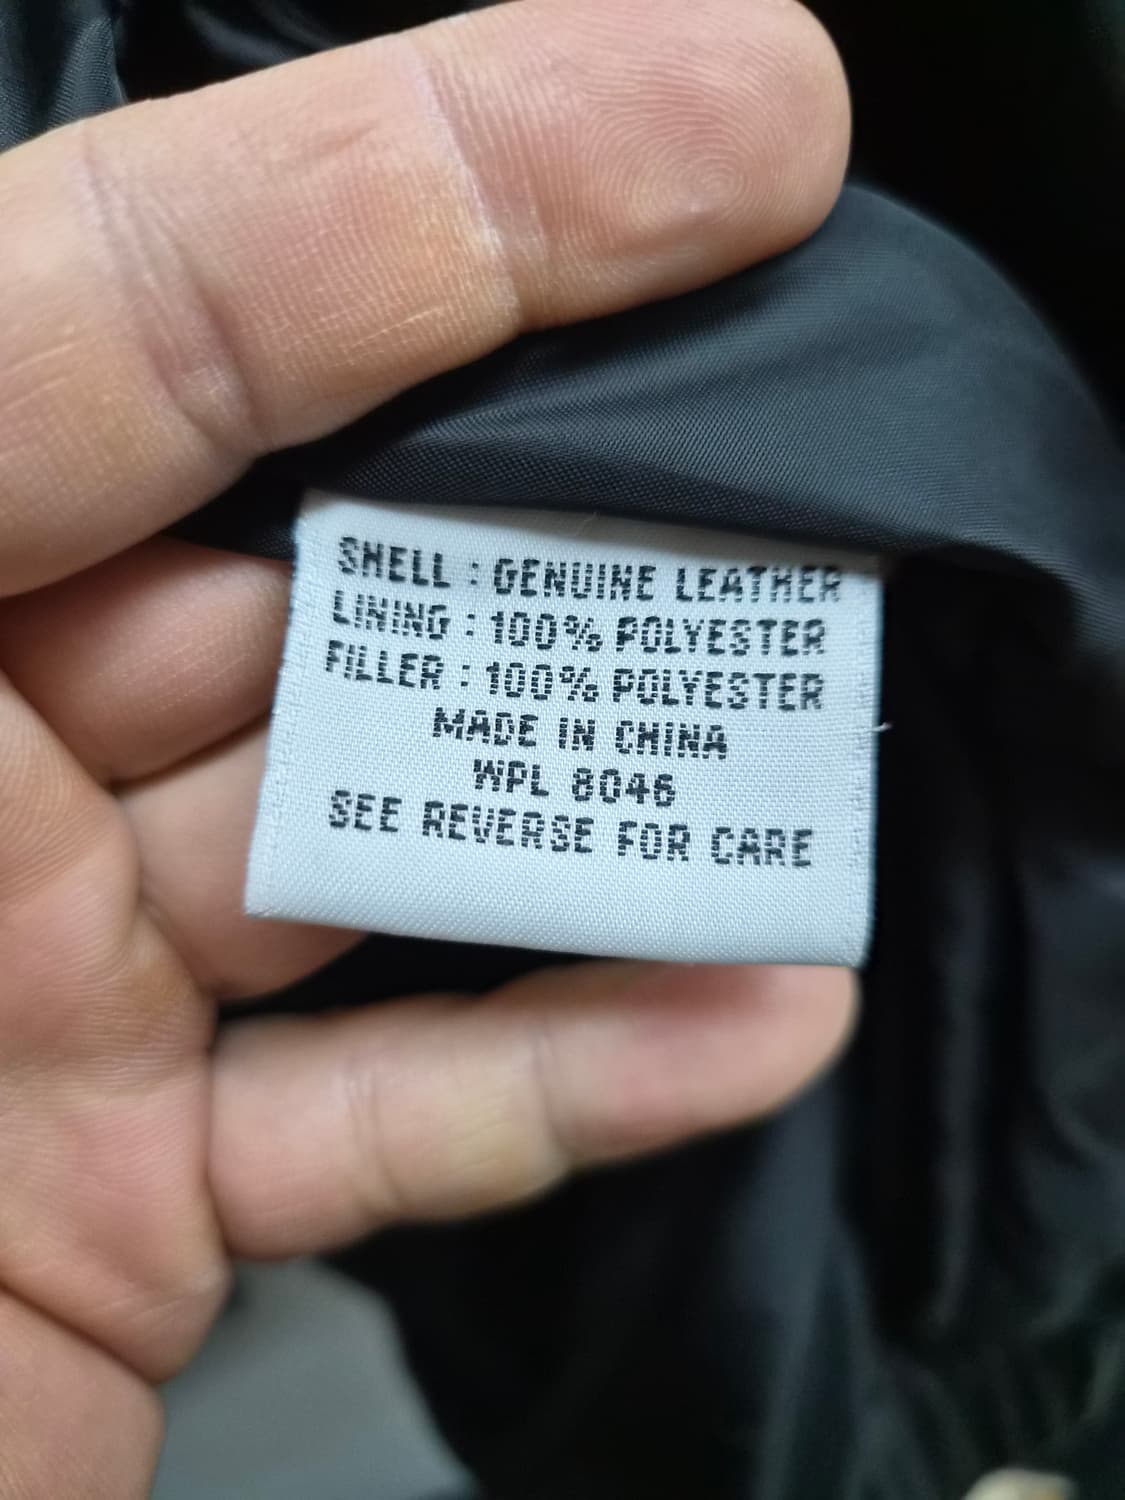 SHELL : GENUINE LEATHER
LINING : 100% POLYESTER
FILLER : 100% POLYESTER
MADE IN CHINA
WPL 8046
SEE REVERSE FOR CARE